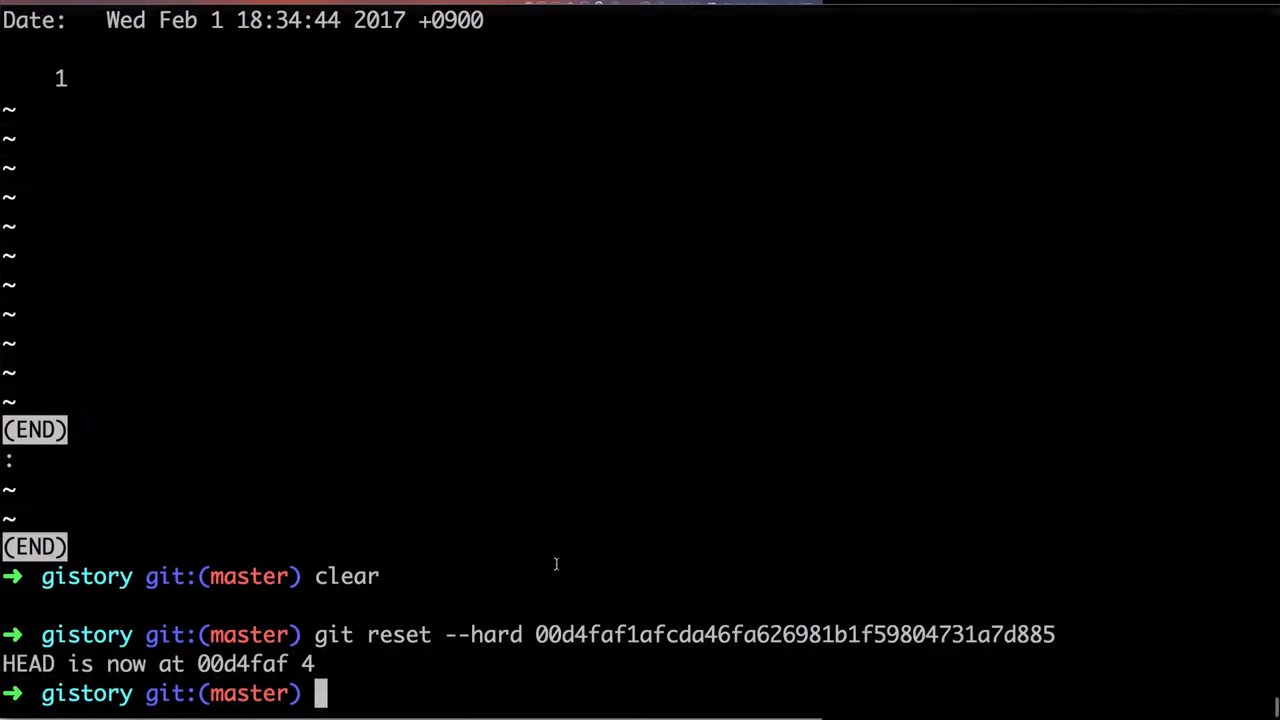 Date:   Wed Feb 1 18:34:44 2017 +0900
    1
~
~
~
~
~
~
~
~
~
~
~
(END)
:
~
~
(END)
➜  gistory git:(master) clear
➜  gistory git:(master) git reset --hard 00d4faf1afcda46fa626981b1f59804731a7d885
HEAD is now at 00d4faf 4
➜  gistory git:(master)